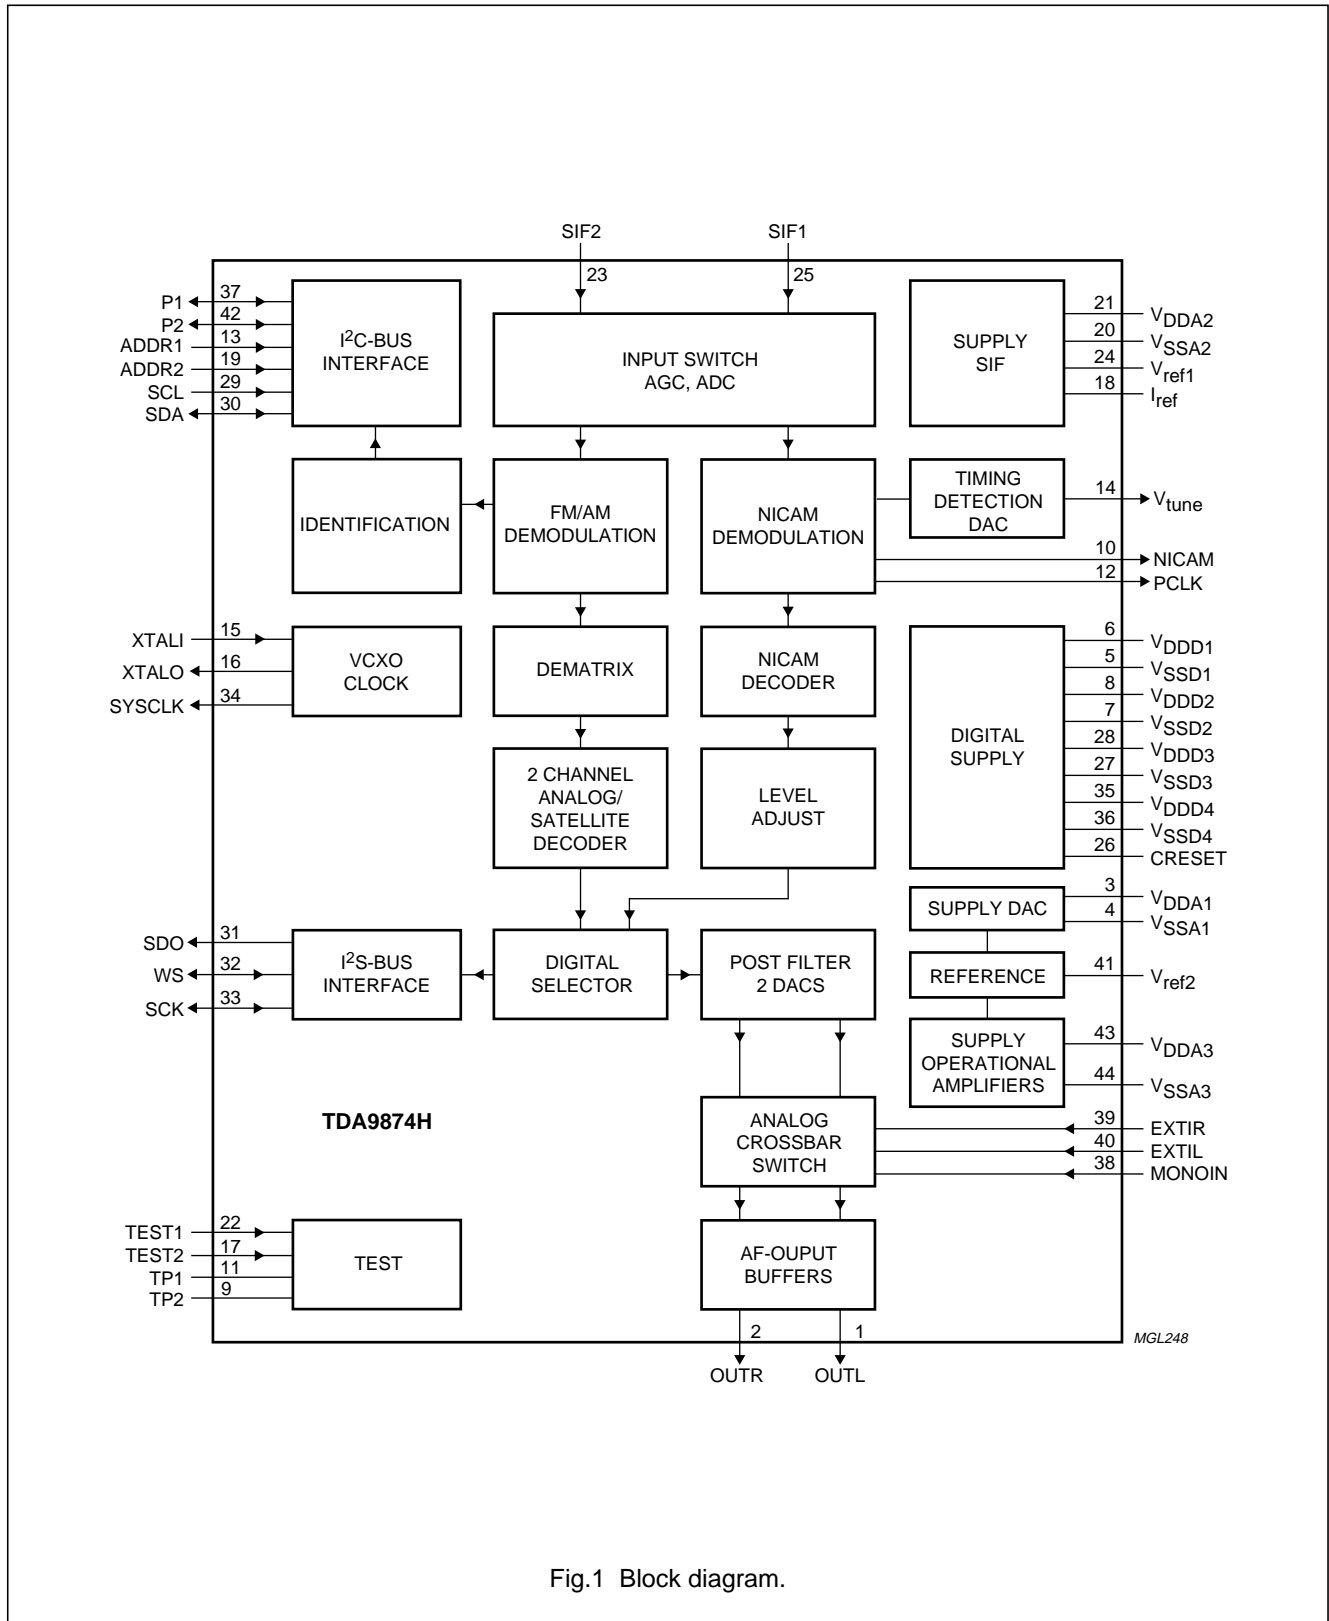 SIF2
SIF1
23
25
P1
37
P2
42
ADDR1
13
ADDR2
19
SCL
29
SDA
30
I2C-BUS
INTERFACE
INPUT SWITCH
AGC, ADC
SUPPLY
SIF
21
VDDA2
20
VSSA2
24
Vref1
18
Iref
IDENTIFICATION
FM/AM
DEMODULATION
NICAM
DEMODULATION
TIMING
DETECTION
DAC
14
Vtune
10
NICAM
12
PCLK
XTALI
15
XTALO
16
SYSCLK
34
VCXO
CLOCK
DEMATRIX
NICAM
DECODER
DIGITAL
SUPPLY
6
VDDD1
5
VSSD1
8
VDDD2
7
VSSD2
28
VDDD3
27
VSSD3
35
VDDD4
36
VSSD4
26
CRESET
2 CHANNEL
ANALOG/
SATELLITE
DECODER
LEVEL
ADJUST
SUPPLY DAC
3
VDDA1
4
VSSA1
SDO
31
WS
32
SCK
33
I2S-BUS
INTERFACE
DIGITAL
SELECTOR
POST FILTER
2 DACS
REFERENCE
41
Vref2
SUPPLY
OPERATIONAL
AMPLIFIERS
43
VDDA3
44
VSSA3
TDA9874H
ANALOG
CROSSBAR
SWITCH
39
EXTIR
40
EXTIL
38
MONOIN
TEST1
22
TEST2
17
TP1
11
TP2
9
TEST
AF-OUPUT
BUFFERS
2
1
MGL248
OUTR
OUTL
Fig.1 Block diagram.